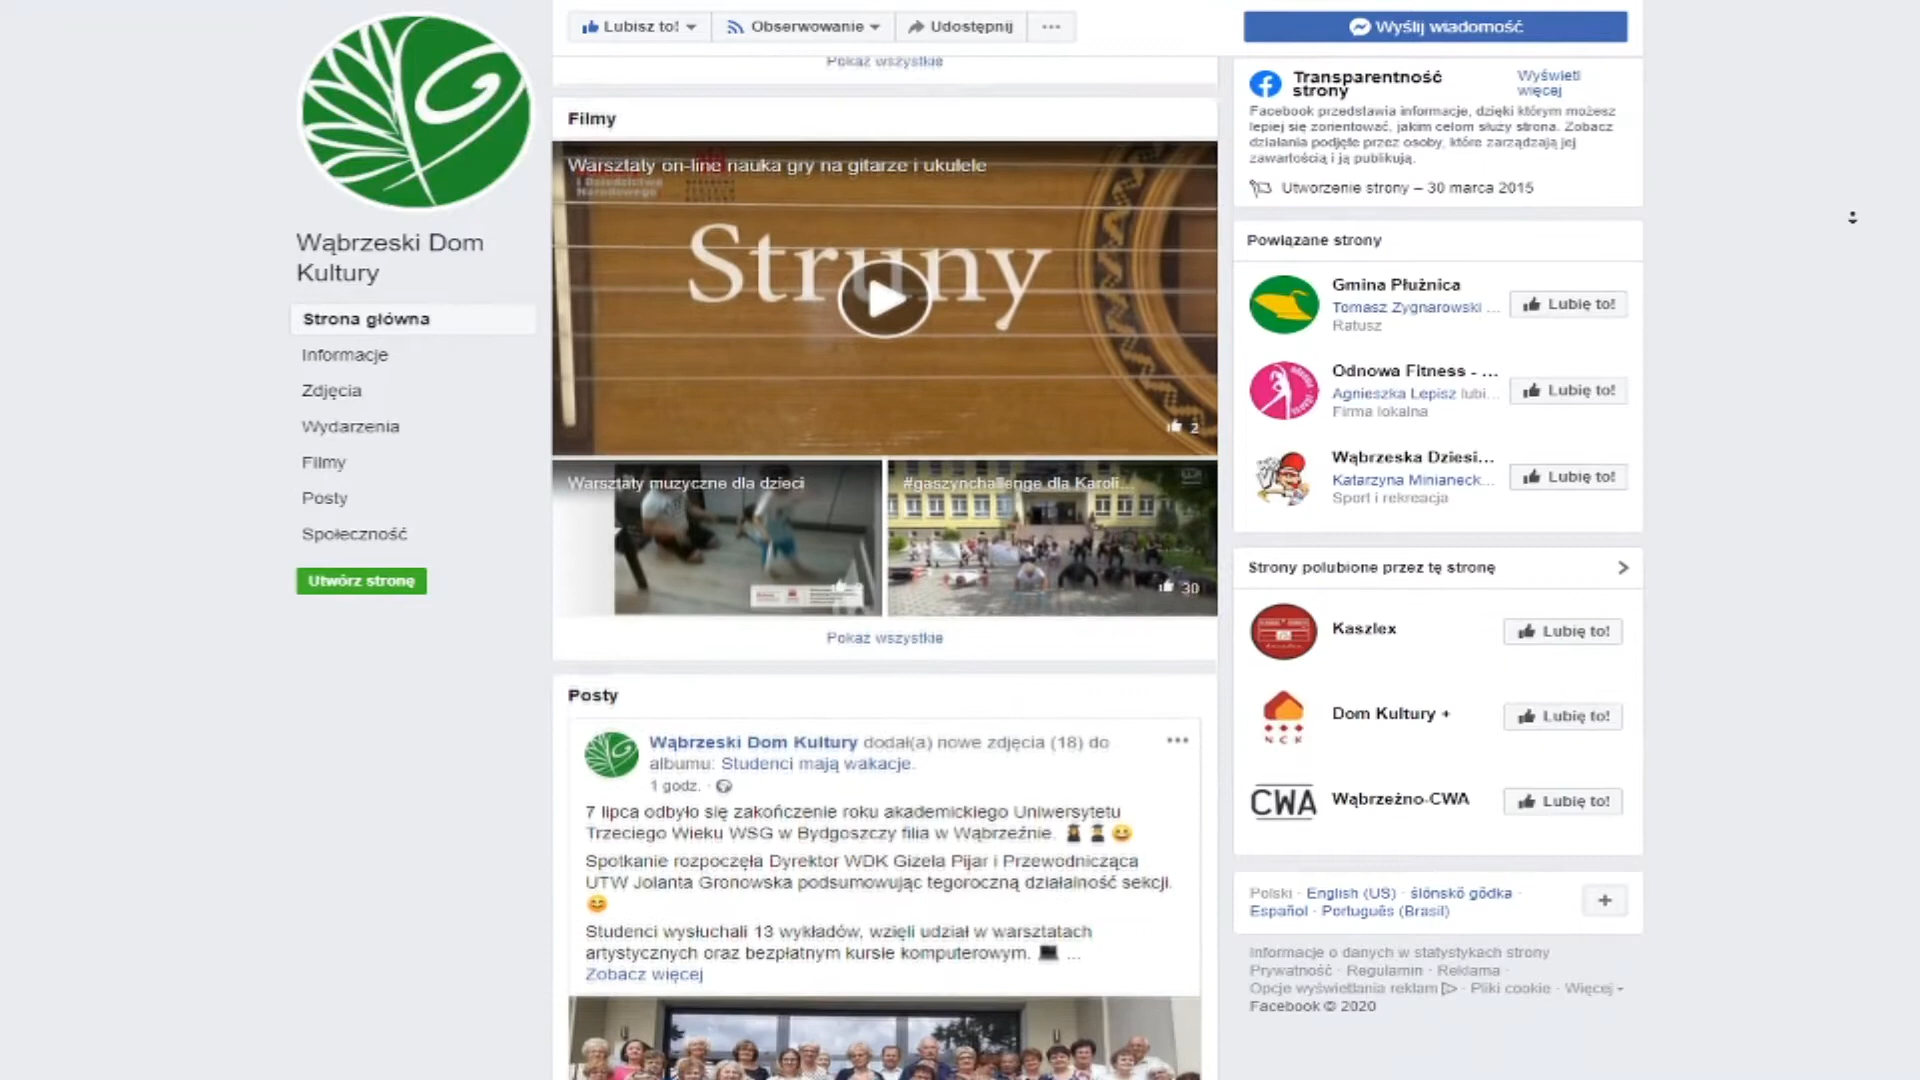 Lubisz to!
Obserwowanie
Udostępnij
Wyślij wiadomość
Pokaż wszystkie
Wąbrzeski Dom
Kultury
Strona główna
Informacje
Zdjęcia
Wydarzenia
Filmy
Posty
Społeczność
Utwórz stronę
Filmy
Warsztaty on-line nauka gry na gitarze i ukulele
i Dziedzictwa
Narodowego
Struny
2
Warsztaty muzyczne dla dzieci
#gaszynchallenge dla Karoli...
30
Pokaż wszystkie
Posty
Wąbrzeski Dom Kultury dodał(a) nowe zdjęcia (18) do
albumu: Studenci mają wakacje.
1 godz. ·
7 lipca odbyło się zakończenie roku akademickiego Uniwersytetu
Trzeciego Wieku WSG w Bydgoszczy filia w Wąbrzeźnie. 👩‍🎓 👨‍🎓 😀
Spotkanie rozpoczęła Dyrektor WDK Gizela Pijar i Przewodnicząca
UTW Jolanta Gronowska podsumowując tegoroczną działalność sekcji.
😊
Studenci wysłuchali 13 wykładów, wzięli udział w warsztatach
artystycznych oraz bezpłatnym kursie komputerowym. 💻 ...
Zobacz więcej
Transparentność
strony
Wyświetl
więcej
Facebook przedstawia informacje, dzięki którym możesz
lepiej się zorientować, jakim celom służy strona. Zobacz
działania podjęte przez osoby, które zarządzają jej
zawartością i ją publikują.
Utworzenie strony – 30 marca 2015
Powiązane strony
Gmina Płużnica
Tomasz Zygnarowski ...
Ratusz
Lubię to!
Odnowa Fitness - ...
Agnieszka Lepisz lubi...
Firma lokalna
Lubię to!
Wąbrzeska Dziesi...
Katarzyna Minianeck...
Sport i rekreacja
Lubię to!
Strony polubione przez tę stronę
Kaszlex
Lubię to!
NCK
Dom Kultury +
Lubię to!
CWA
Wąbrzeźno-CWA
Lubię to!
Polski · English (US) · ślōnskŏ gŏdka ·
Español · Português (Brasil)
Informacje o danych w statystykach strony
Prywatność · Regulamin · Reklama ·
Opcje wyświetlania reklam · Pliki cookie · Więcej
Facebook © 2020